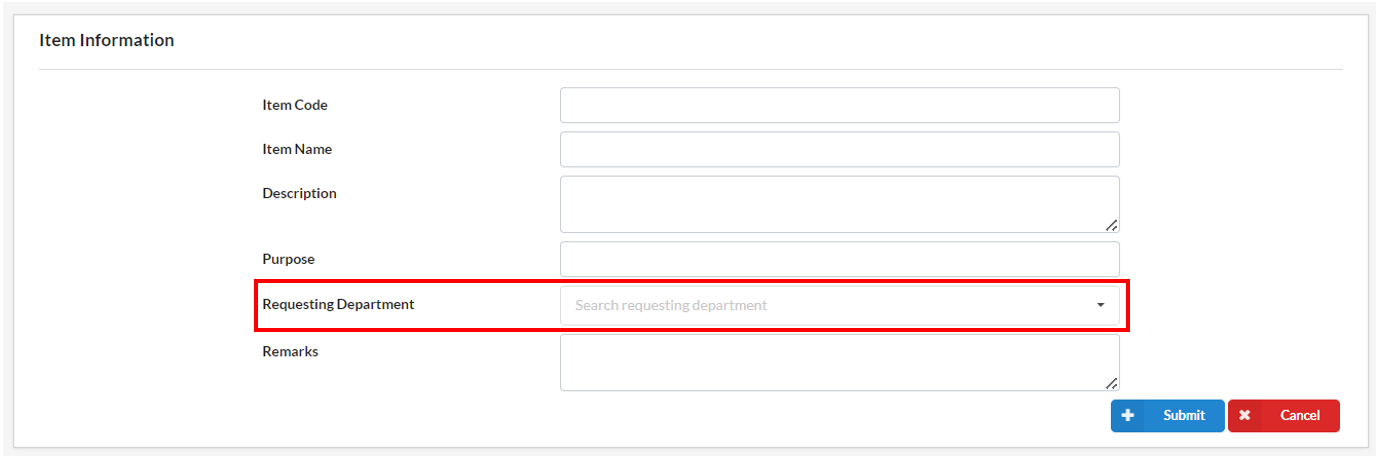 Item Information
Item Code
Item Name
Description
Purpose
Requesting Department
Search requesting department
Remarks
Submit
Cancel